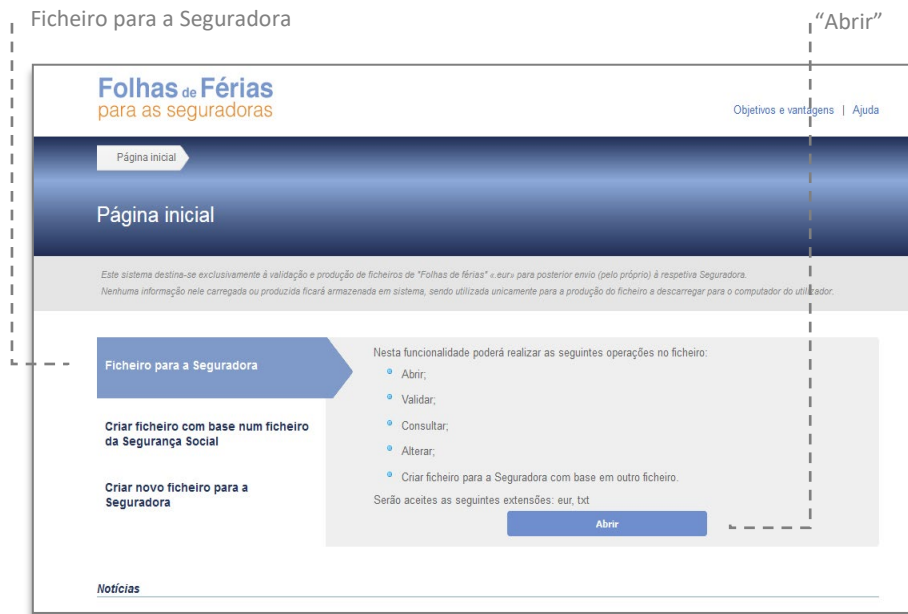 Ficheiro para a Seguradora
“Abrir”
Folhas de Férias
para as seguradoras
Objetivos e vantagens | Ajuda
Página inicial
Página inicial
Este sistema destina-se exclusivamente á validação e produção de ficheiros de "Folhas de férias" «.eur» para posterior envio (pelo próprio) à respetiva Seguradora.
Nenhuma informação nele carregada ou produzida ficará armazenada em sistema, sendo utilizada unicamente para a produção do ficheiro a descarregar para o computador do utilizador.
Ficheiro para a Seguradora
Criar ficheiro com base num ficheiro
da Segurança Social
Criar novo ficheiro para a
Seguradora
Nesta funcionalidade poderá realizar as seguintes operações no ficheiro:
Abrir;
Validar;
Consultar;
Alterar;
Criar ficheiro para a Seguradora com base em outro ficheiro.
Serão aceites as seguintes extensões: eur, txt
Abrir
Notícias